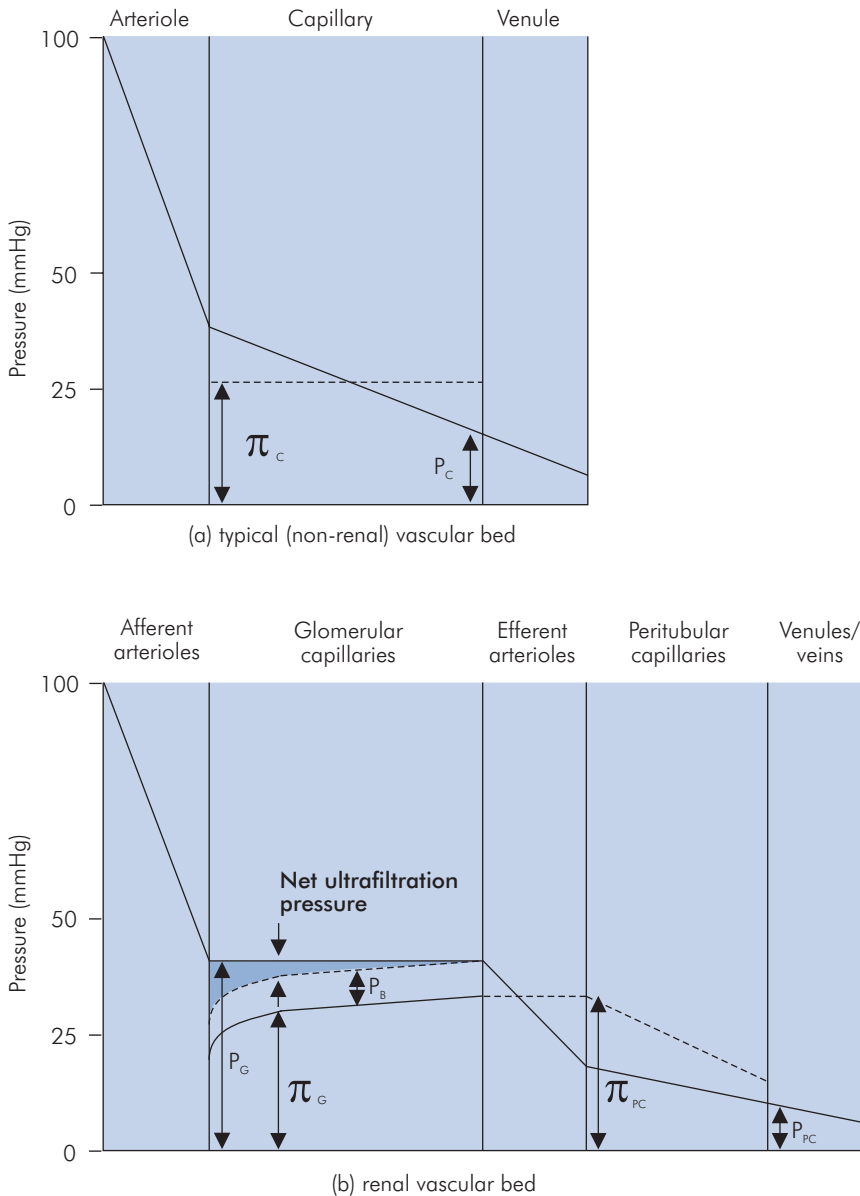 Arteriole Capillary Venule
100
50
25
0
Pressure (mmHg)
π C
P C
(a) typical (non-renal) vascular bed
Afferent arterioles
Glomerular capillaries
Efferent arterioles
Peritubular capillaries
Venules/ veins
100
50
25
0
Pressure (mmHg)
Net ultrafiltration
pressure
P B
P G
π G
π PC
P PC
(b) renal vascular bed